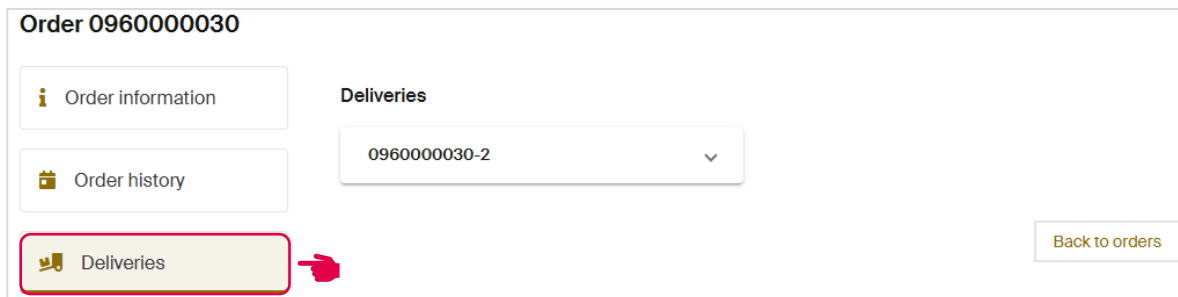 Order 0960000030
Order information
Order history
Deliveries
Deliveries
0960000030-2
Back to orders